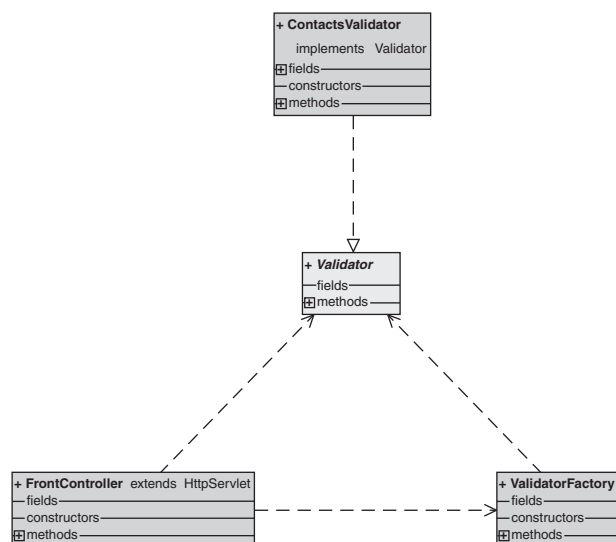 + ContactsValidator
implements Validator
+ fields
constructors
+ methods
+ Validator
fields
+ methods
+ FrontController extends HttpServlet
fields
constructors
+ methods
+ ValidatorFactory
fields
constructors
+ methods